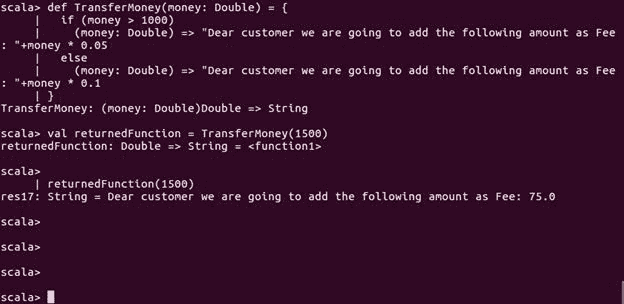 scala> def TransferMoney(money: Double) = {
     |   if (money > 1000)
     |     (money: Double) => "Dear customer we are going to add the following amount as Fee
: "+money * 0.05
     |   else
     |     (money: Double) => "Dear customer we are going to add the following amount as Fee
: "+money * 0.1
     | }
TransferMoney: (money: Double)Double => String
scala> val returnedFunction = TransferMoney(1500)
returnedFunction: Double => String = <function1>
scala>
     | returnedFunction(1500)
res17: String = Dear customer we are going to add the following amount as Fee: 75.0
scala>
scala>
scala>
scala>